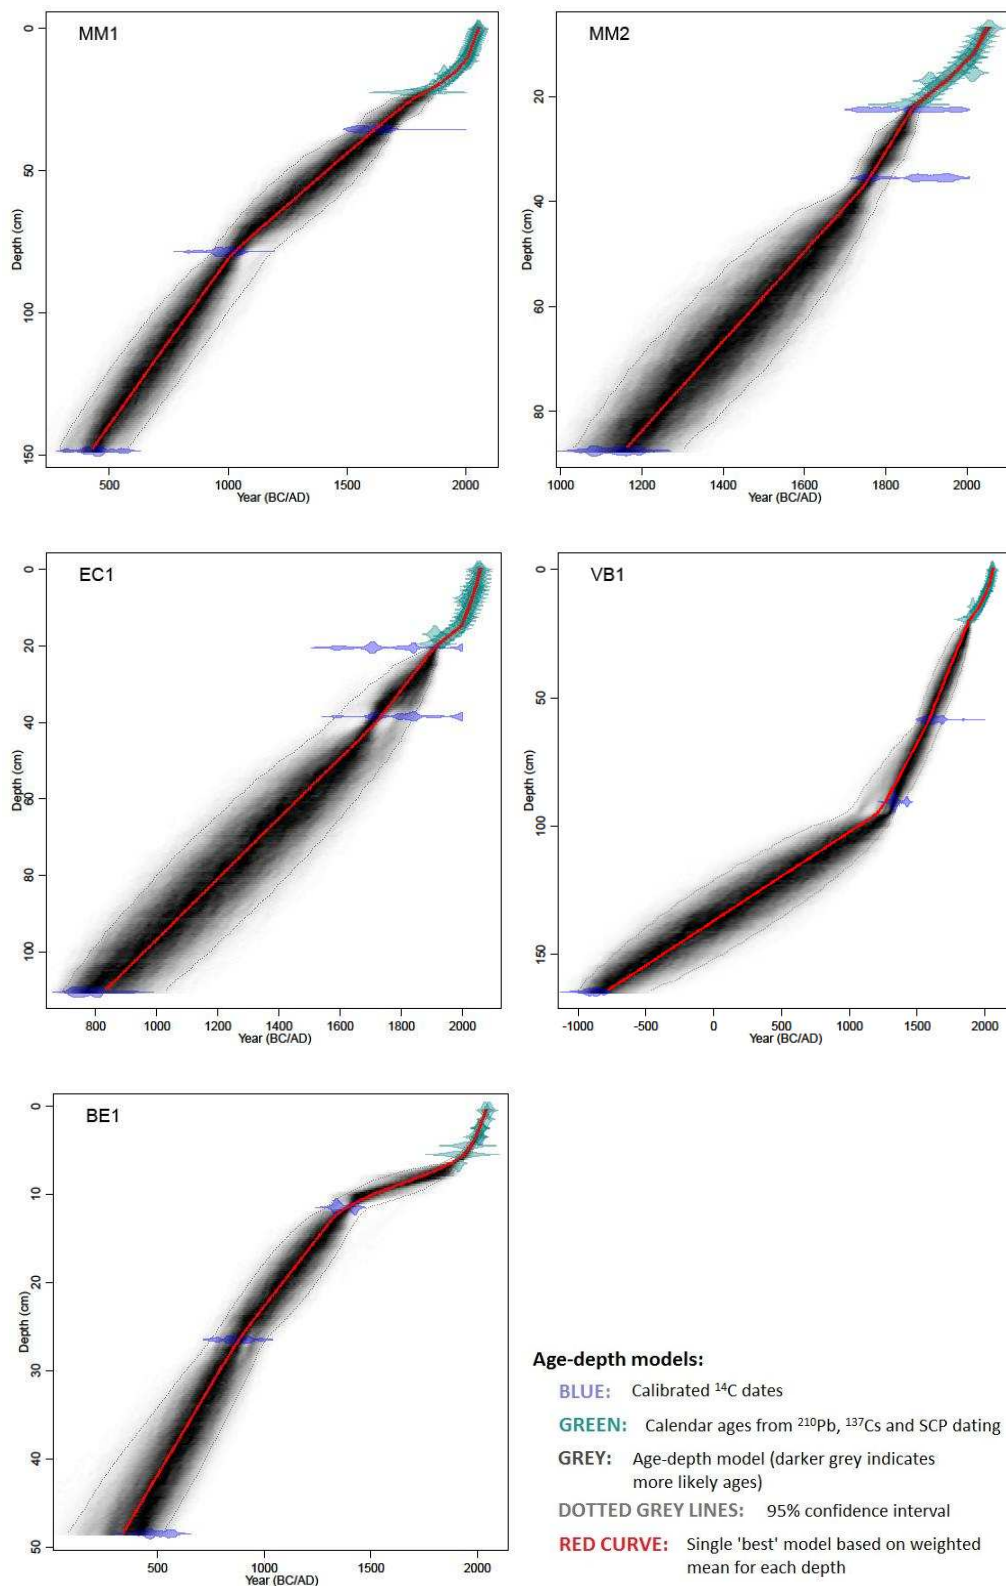 MM1
0
50
100
150
Depth (cm)
500
1000
1500
2000
Year (BC/AD)
MM2
20
40
60
80
Depth (cm)
1000
1200
1400
1600
1800
2000
Year (BC/AD)
EC1
0
20
40
60
80
100
Depth (cm)
800
1000
1200
1400
1600
1800
2000
Year (BC/AD)
VB1
0
50
100
150
Depth (cm)
-1000
-500
0
500
1000
1500
2000
Year (BC/AD)
BE1
0
10
20
30
40
50
Depth (cm)
500
1000
1500
2000
Year (BC/AD)
Age-depth models:
BLUE: Calibrated ¹⁴C dates
GREEN: Calendar ages from ²¹⁰Pb, ¹³⁷Cs and SCP dating
GREY: Age-depth model (darker grey indicates
more likely ages)
DOTTED GREY LINES: 95% confidence interval
RED CURVE: Single 'best' model based on weighted
mean for each depth